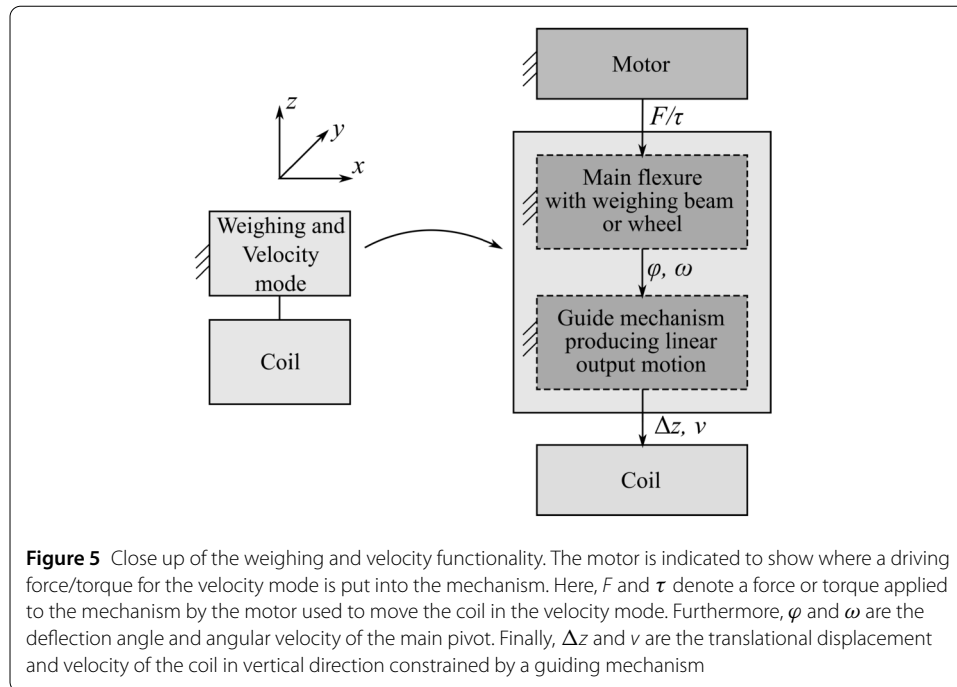 Motor
F/τ
z
y
x
Main flexure
with weighing beam
or wheel
Weighing and
Velocity
mode
φ, ω
Guide mechanism
producing linear
output motion
Coil
Δz, v
Coil
Figure 5 Close up of the weighing and velocity functionality. The motor is indicated to show where a driving
force/torque for the velocity mode is put into the mechanism. Here, F and τ denote a force or torque applied
to the mechanism by the motor used to move the coil in the velocity mode. Furthermore, φ and ω are the
deflection angle and angular velocity of the main pivot. Finally, Δz and v are the translational displacement
and velocity of the coil in vertical direction constrained by a guiding mechanism